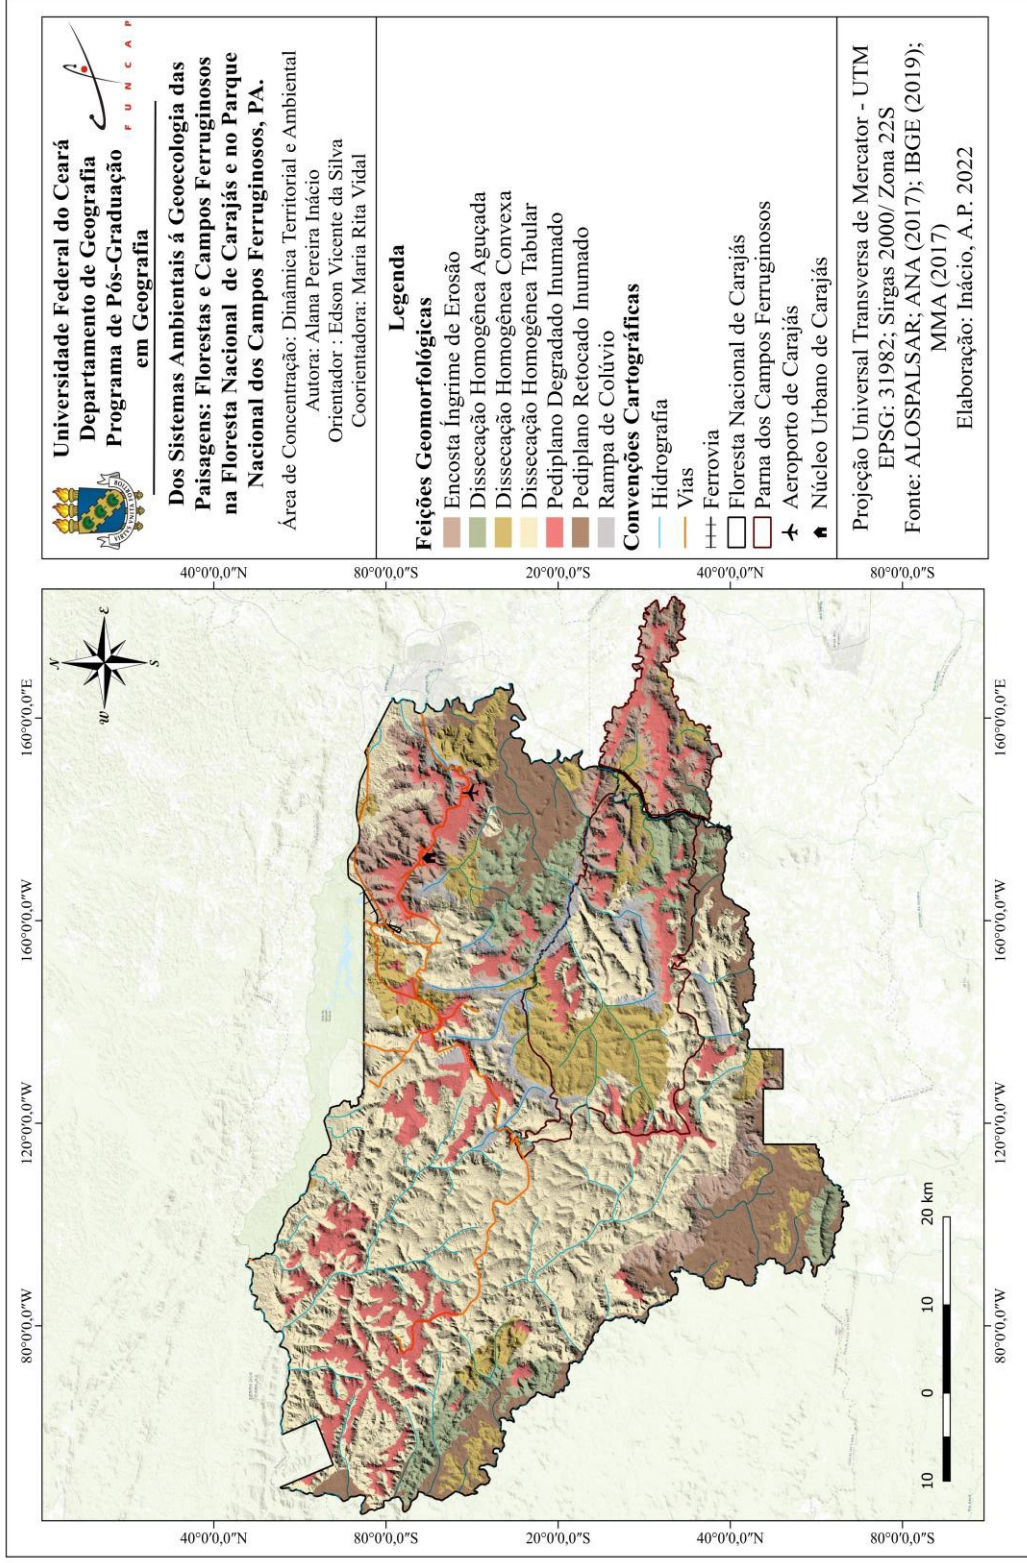 Universidade Federal do Ceará
Departamento de Geografia
Programa de Pós-Graduação
em Geografia
FUNCAP
Dos Sistemas Ambientais á Geoecologia das
Paisagens: Florestas e Campos Ferruginosos
na Floresta Nacional de Carajás e no Parque
Nacional dos Campos Ferruginosos, PA.
Área de Concentração: Dinâmica Territorial e Ambiental
Autora: Alana Pereira Inácio
Orientador : Edson Vicente da Silva
Coorientadora: Maria Rita Vidal
Legenda
Feições Geomorfológicas
Encosta Íngrime de Erosão
Dissecação Homogênea Aguçada
Dissecação Homogênea Convexa
Dissecação Homogênea Tabular
Pediplano Degradado Inumado
Pediplano Retocado Inumado
Rampa de Colúvio
Convenções Cartográficas
Hidrografia
Vias
Ferrovia
Floresta Nacional de Carajás
Parna dos Campos Ferruginosos
Aeroporto de Carajás
Núcleo Urbano de Carajás
Projeção Universal Transversa de Mercator - UTM
EPSG: 31982; Sirgas 2000/ Zona 22S
Fonte: ALOSPALSAR; ANA (2017); IBGE (2019);
MMA (2017)
Elaboração: Inácio, A.P. 2022
80°0'0,0"W
120°0'0,0"W
160°0'0,0"W
160°0'0,0"E
40°0'0,0"N
80°0'0,0"N
20°0'0,0"S
40°0'0,0"S
80°0'0,0"S
40°0'0,0"N
80°0'0,0"N
20°0'0,0"S
40°0'0,0"S
80°0'0,0"S
N
W
E
S
10
0
10
20 km
80°0'0,0"W
120°0'0,0"W
160°0'0,0"W
160°0'0,0"E